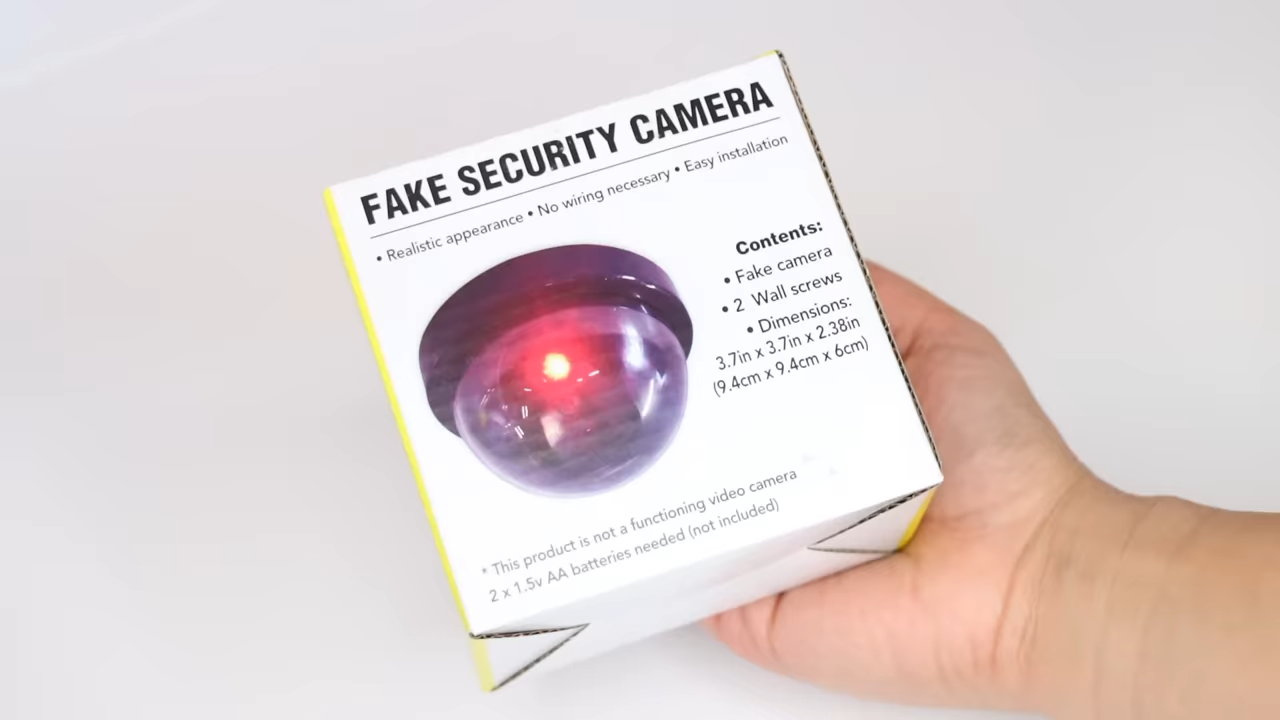 FAKE SECURITY CAMERA
• Realistic appearance • No wiring necessary • Easy installation
Contents:
• Fake camera
• 2 Wall screws
• Dimensions:
3.7in x 3.7in x 2.38in
(9.4cm x 9.4cm x 6cm)
* This product is not a functioning video camera
2 x 1.5v AA batteries needed (not included)